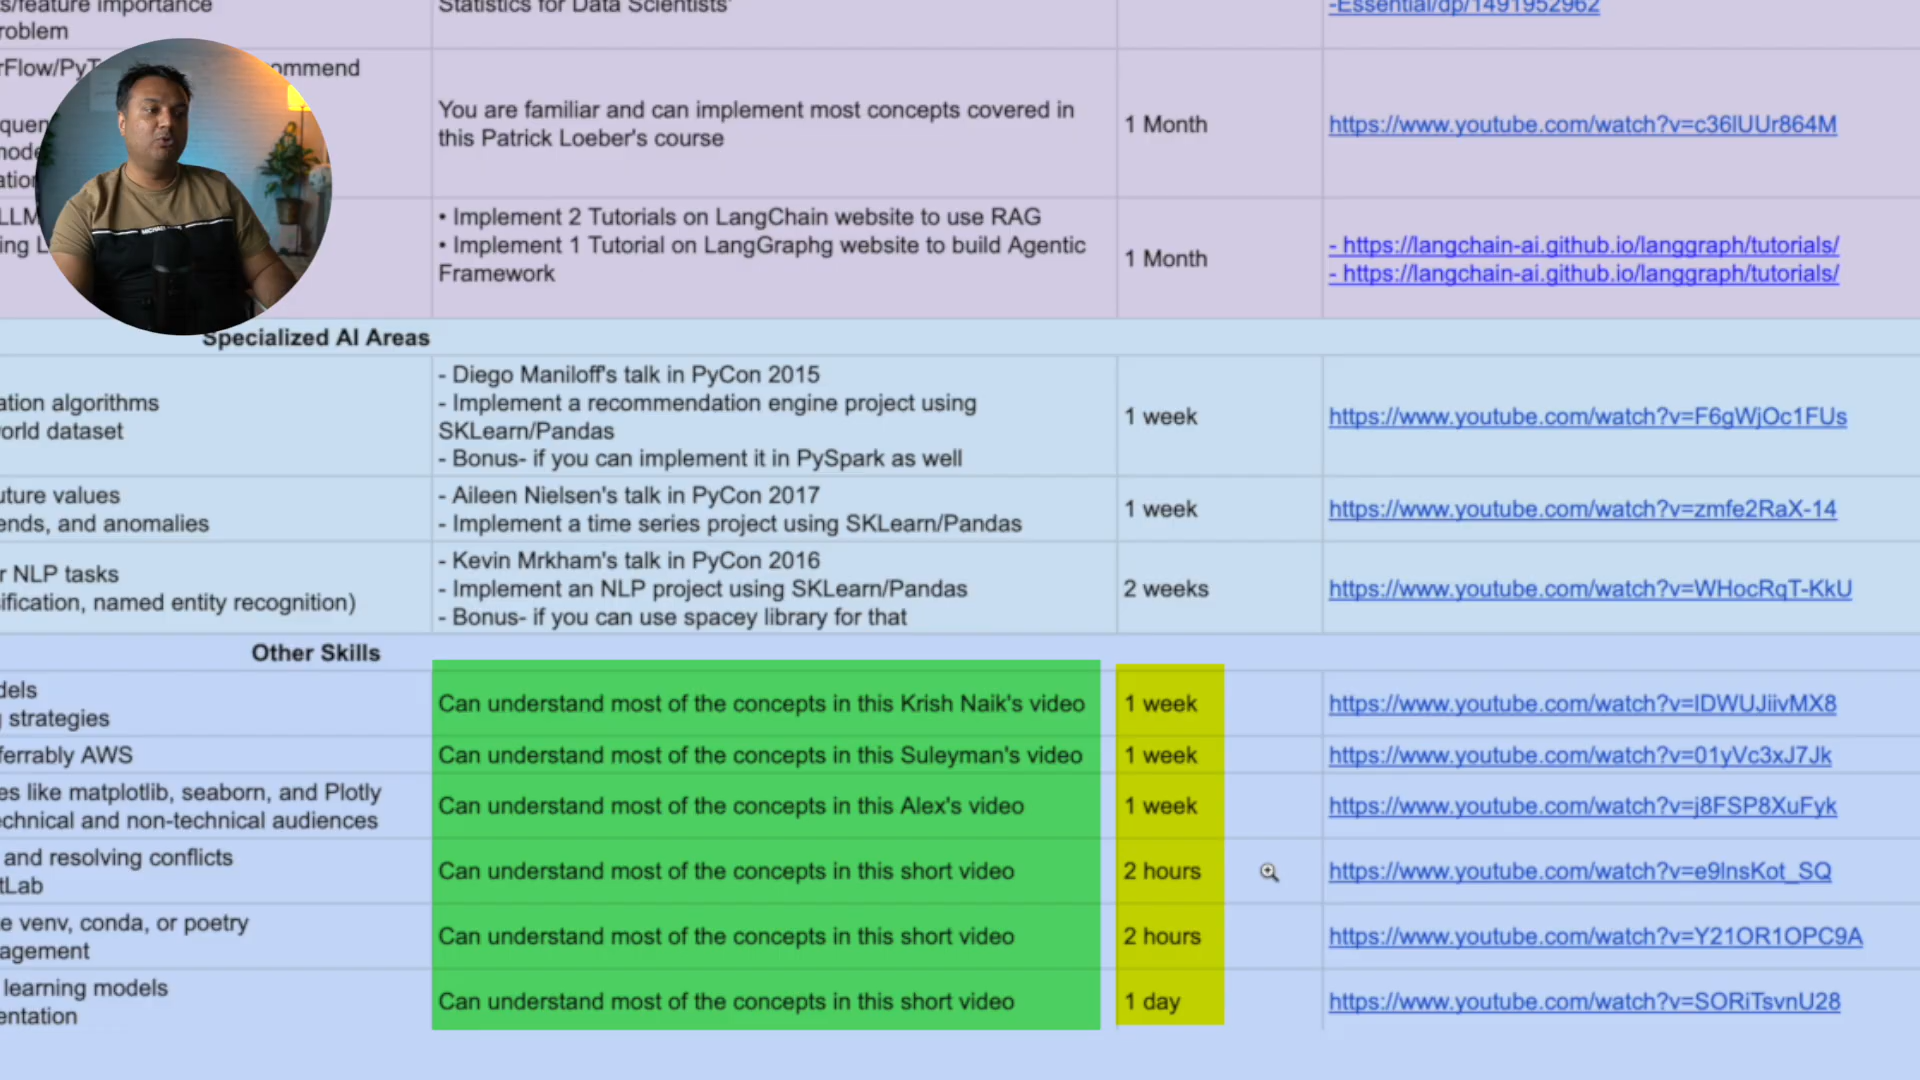 s/feature importance
Statistics for Data Scientists'
-Essential/dp/1491952962
roblem
rFlow/PyT
ommend
You are familiar and can implement most concepts covered in
this Patrick Loeber's course
1 Month
https://www.youtube.com/watch?v=c36lUUr864M
quen
mode
ation
LLM
ing L
• Implement 2 Tutorials on LangChain website to use RAG
• Implement 1 Tutorial on LangGraphg website to build Agentic
Framework
1 Month
- https://langchain-ai.github.io/langgraph/tutorials/
- https://langchain-ai.github.io/langgraph/tutorials/
Specialized AI Areas
ation algorithms
orld dataset
- Diego Maniloff's talk in PyCon 2015
- Implement a recommendation engine project using
SKLearn/Pandas
- Bonus- if you can implement it in PySpark as well
1 week
https://www.youtube.com/watch?v=F6gWjOc1FUs
uture values
ends, and anomalies
- Aileen Nielsen's talk in PyCon 2017
- Implement a time series project using SKLearn/Pandas
1 week
https://www.youtube.com/watch?v=zmfe2RaX-14
r NLP tasks
ification, named entity recognition)
- Kevin Mrkham's talk in PyCon 2016
- Implement an NLP project using SKLearn/Pandas
- Bonus- if you can use spacey library for that
2 weeks
https://www.youtube.com/watch?v=WHocRqT-KkU
Other Skills
dels
g strategies
Can understand most of the concepts in this Krish Naik's video
1 week
https://www.youtube.com/watch?v=IDWUJiivMX8
ferrably AWS
Can understand most of the concepts in this Suleyman's video
1 week
https://www.youtube.com/watch?v=01yVc3xJ7Jk
es like matplotlib, seaborn, and Plotly
echnical and non-technical audiences
Can understand most of the concepts in this Alex's video
1 week
https://www.youtube.com/watch?v=j8FSP8XuFyk
and resolving conflicts
tLab
Can understand most of the concepts in this short video
2 hours
https://www.youtube.com/watch?v=e9lnsKot_SQ
e venv, conda, or poetry
agement
Can understand most of the concepts in this short video
2 hours
https://www.youtube.com/watch?v=Y21OR1OPC9A
learning models
entation
Can understand most of the concepts in this short video
1 day
https://www.youtube.com/watch?v=SORiTsvnU28